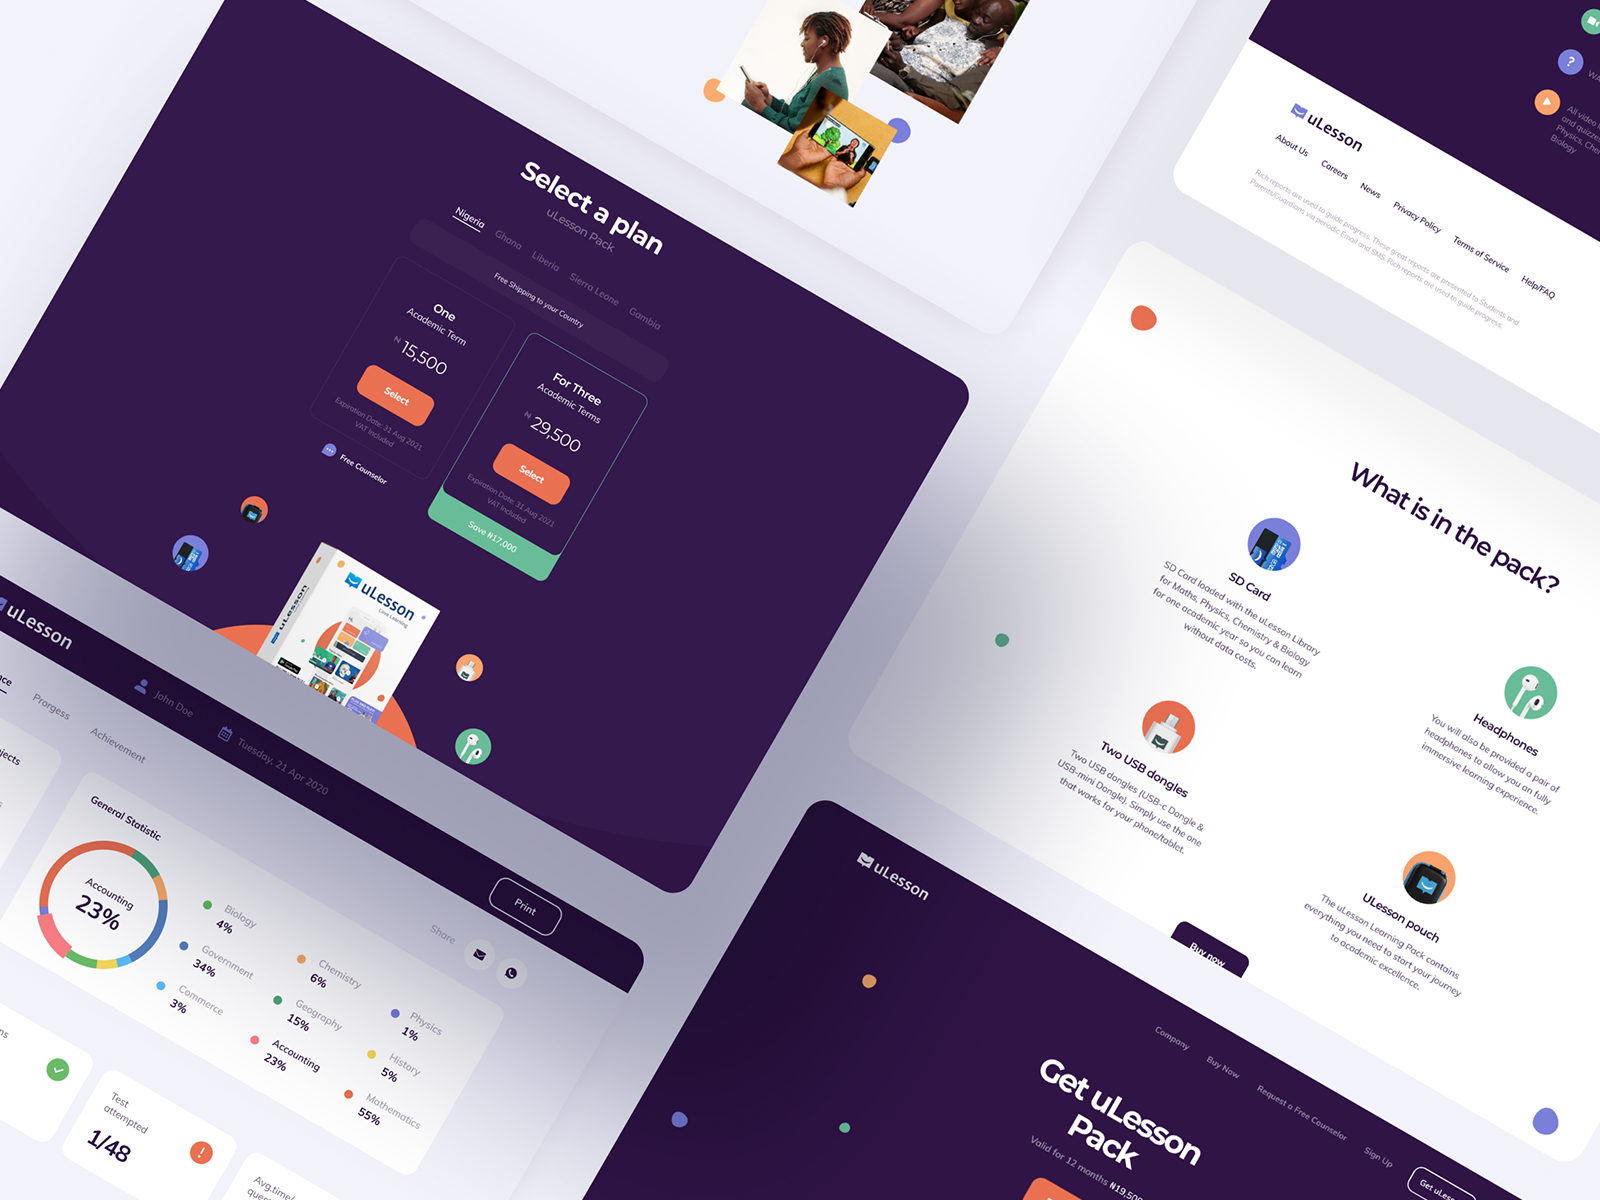 Select a plan
uLesson Pack
Nigeria
Ghana
Liberia
Sierra Leone
Gambia
Free Shipping to your Country
One
Academic Term
₦ 15,500
Select
Expiration Date: 31 Aug 2021
VAT Included
For Three
Academic Terms
₦ 29,500
Select
Expiration Date: 31 Aug 2021
VAT Included
Save ₦17,000
Free Counselor
uLesson
Love Learning
uLesson
uLesson
About Us
Careers
News
Privacy Policy
Terms of Service
Help/FAQ
Rich reports are used to guide progress. These great reports are presented to Students and
Parents/Guardians via periodic Email and SMS. Rich reports are used to guide progress.
?
All video
and quizze
Physics, Che
Biology
What is in the pack?
SD Card
SD Card loaded with the uLesson Library
for Maths, Physics, Chemistry & Biology
for one academic year so you can learn
without data costs.
Headphones
You will also be provided a pair of
headphones to allow you an fully
immersive learning experience.
Two USB dongles
Two USB dongles (USB-c Dongle &
USB-mini Dongle). Simply use the one
that works for your phone/tablet.
ULesson pouch
The uLesson Learning Pack contains
everything you need to start your journey
to academic excellence.
Buy now
uLesson
John Doe
Tuesday, 21 Apr 2020
Print
nce
Prorgess
Achievement
Share
jects
General Statistic
Accounting
23%
Biology
4%
Government
34%
Commerce
3%
Chemistry
6%
Geography
15%
Accounting
23%
Physics
1%
History
5%
Mathematics
55%
ns
Test
attempted
1/48
!
Avg.time/
uLesson
Company
Buy Now
Request a Free Counselor
Sign Up
Get uLes
Get uLesson
Pack
Valid for 12 months ₦19,500